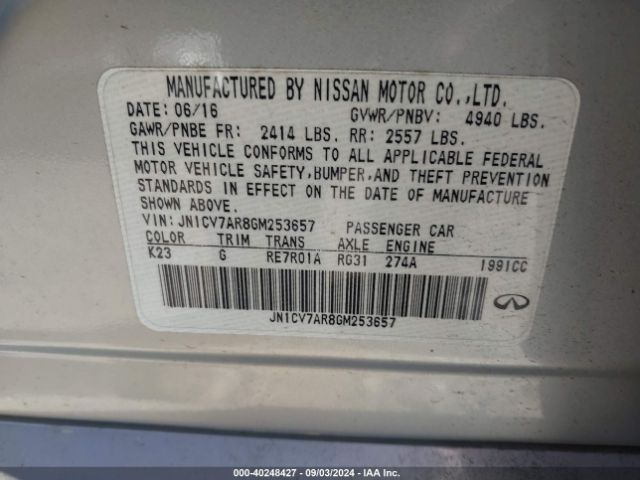 MANUFACTURED BY NISSAN MOTOR CO.,LTD.
DATE: 06/16 GVWR/PNBV: 4940 LBS.
GAWR/PNBE FR: 2414 LBS. RR: 2557 LBS.
THIS VEHICLE CONFORMS TO ALL APPLICABLE FEDERAL
MOTOR VEHICLE SAFETY,BUMPER,AND THEFT PREVENTION
STANDARDS IN EFFECT ON THE DATE OF MANUFACTURE
SHOWN ABOVE.
VIN: JN1CV7AR8GM253657 PASSENGER CAR
COLOR TRIM TRANS AXLE ENGINE
K23 G RE7R01A RG31 274A 1991CC
JN1CV7AR8GM253657
000-40248427 - 09/03/2024 - IAA Inc.